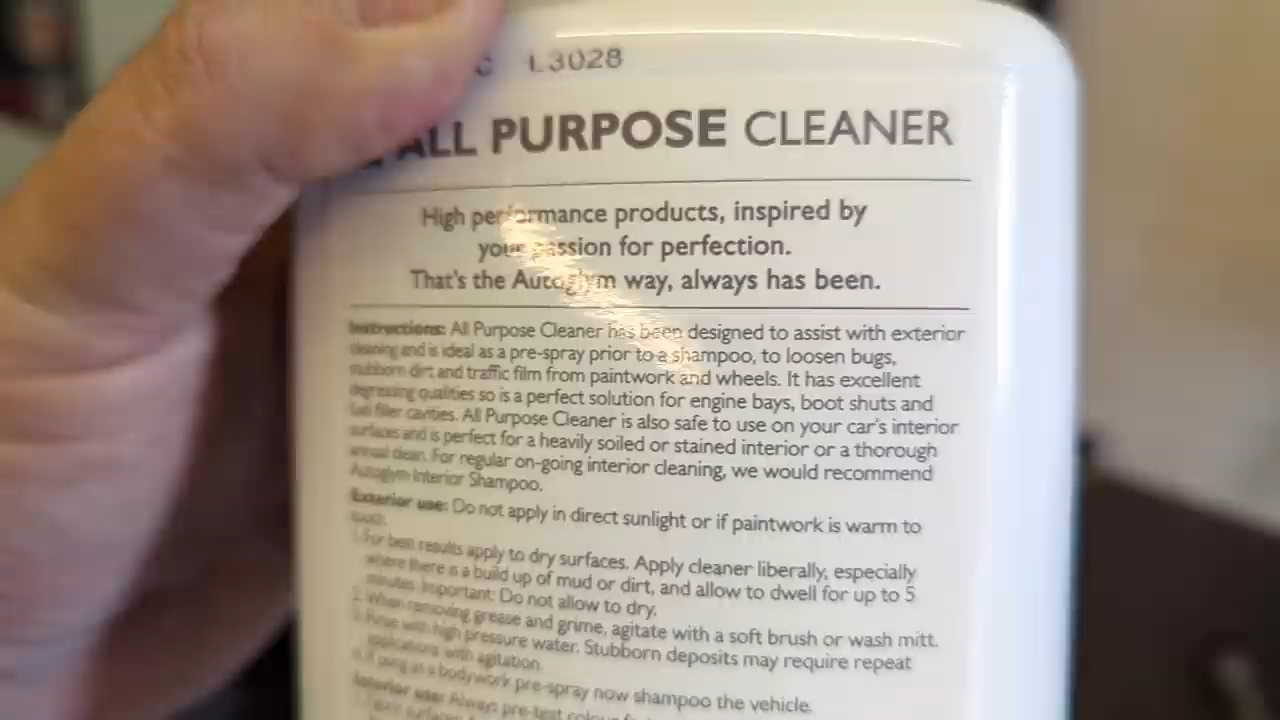 L3028
ALL PURPOSE CLEANER
High performance products, inspired by
your passion for perfection.
That's the Autoglym way, always has been.
Instructions: All Purpose Cleaner has been designed to assist with exterior
cleaning and is ideal as a pre-spray prior to a shampoo, to loosen bugs,
stubborn dirt and traffic film from paintwork and wheels. It has excellent
degreasing qualities so is a perfect solution for engine bays, boot shuts and
fuel filler cavities. All Purpose Cleaner is also safe to use on your car's interior
surfaces and is perfect for a heavily soiled or stained interior or a thorough
annual clean. For regular on-going interior cleaning, we would recommend
Autoglym Interior Shampoo.
Exterior use: Do not apply in direct sunlight or if paintwork is warm to
touch.
1. For best results apply to dry surfaces. Apply cleaner liberally, especially
where there is a build up of mud or dirt, and allow to dwell for up to 5
minutes. Important: Do not allow to dry.
2. When removing grease and grime, agitate with a soft brush or wash mitt.
3. Rinse with high pressure water. Stubborn deposits may require repeat
applications with agitation.
4. If using as a bodywork pre-spray now shampoo the vehicle.
Interior use: Always pre-test